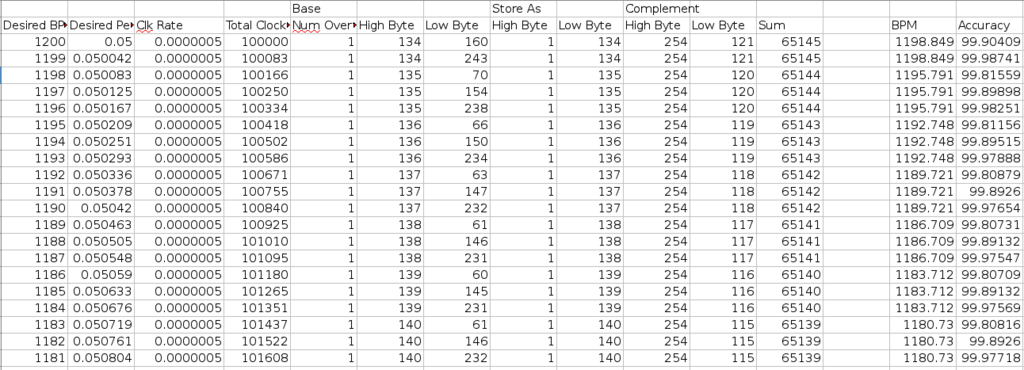 Base Store As Complement
Desired BP Desired Pe Clk Rate Total Clock Num Over High Byte Low Byte High Byte Low Byte High Byte Low Byte Sum BPM Accuracy
1200 0.05 0.0000005 100000 1 134 160 1 134 254 121 65145 1198.849 99.90409
1199 0.050042 0.0000005 100083 1 134 243 1 134 254 121 65145 1198.849 99.98741
1198 0.050083 0.0000005 100166 1 135 70 1 135 254 120 65144 1195.791 99.81559
1197 0.050125 0.0000005 100250 1 135 154 1 135 254 120 65144 1195.791 99.89898
1196 0.050167 0.0000005 100334 1 135 238 1 135 254 120 65144 1195.791 99.98251
1195 0.050209 0.0000005 100418 1 136 66 1 136 254 119 65143 1192.748 99.81156
1194 0.050251 0.0000005 100502 1 136 150 1 136 254 119 65143 1192.748 99.89515
1193 0.050293 0.0000005 100586 1 136 234 1 136 254 119 65143 1192.748 99.97888
1192 0.050336 0.0000005 100671 1 137 63 1 137 254 118 65142 1189.721 99.80879
1191 0.050378 0.0000005 100755 1 137 147 1 137 254 118 65142 1189.721 99.8926
1190 0.05042 0.0000005 100840 1 137 232 1 137 254 118 65142 1189.721 99.97654
1189 0.050463 0.0000005 100925 1 138 61 1 138 254 117 65141 1186.709 99.80731
1188 0.050505 0.0000005 101010 1 138 146 1 138 254 117 65141 1186.709 99.89132
1187 0.050548 0.0000005 101095 1 138 231 1 138 254 117 65141 1186.709 99.97547
1186 0.05059 0.0000005 101180 1 139 60 1 139 254 116 65140 1183.712 99.80709
1185 0.050633 0.0000005 101265 1 139 145 1 139 254 116 65140 1183.712 99.89132
1184 0.050676 0.0000005 101351 1 139 231 1 139 254 116 65140 1183.712 99.97569
1183 0.050719 0.0000005 101437 1 140 61 1 140 254 115 65139 1180.73 99.80816
1182 0.050761 0.0000005 101522 1 140 146 1 140 254 115 65139 1180.73 99.8926
1181 0.050804 0.0000005 101608 1 140 232 1 140 254 115 65139 1180.73 99.97718